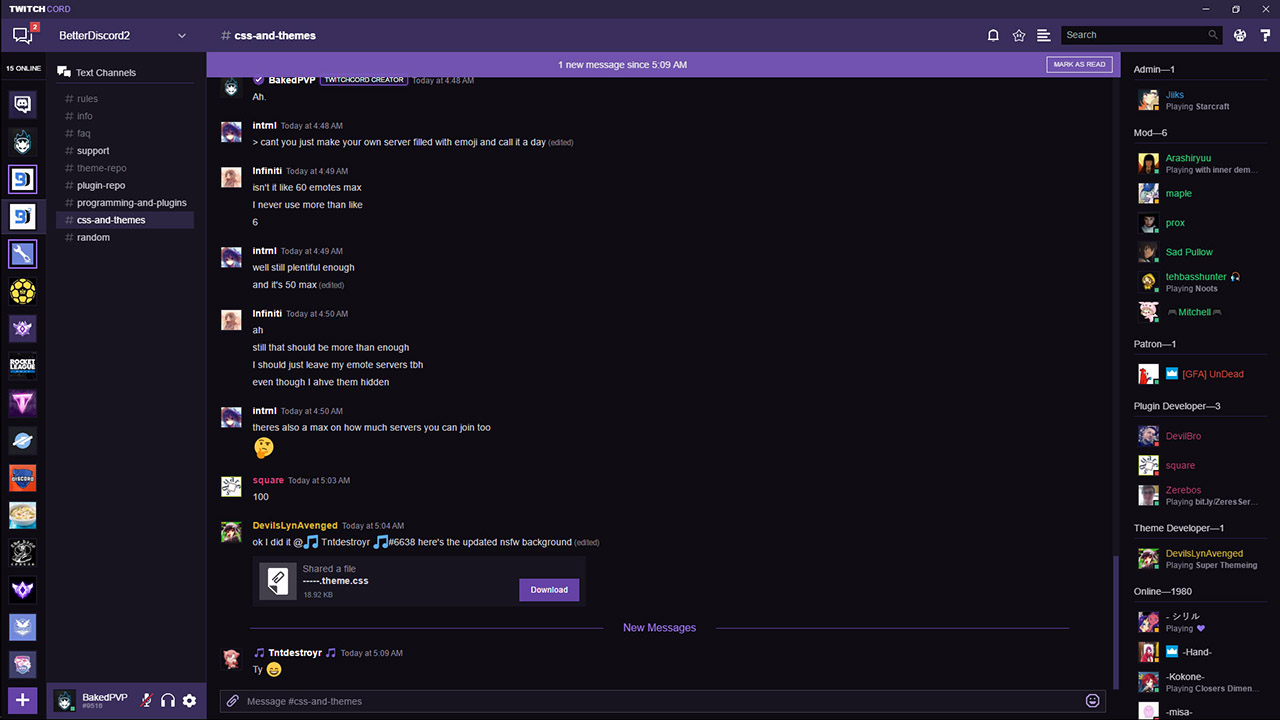 TWITCHCORD
2
BetterDiscord2
# css-and-themes
Search
15 ONLINE
ROCKET LEAGUE
DISCORD
Text Channels
# rules
# info
# faq
# support
# theme-repo
# plugin-repo
# programming-and-plugins
# css-and-themes
# random
BakedPVP
#9516
1 new message since 5:09 AM
MARK AS READ
BakedPVP TWITCHCORD CREATOR Today at 4:48 AM
Ah.
intrnl Today at 4:48 AM
> cant you just make your own server filled with emoji and call it a day (edited)
Infiniti Today at 4:49 AM
isn't it like 60 emotes max
I never use more than like
6
intrnl Today at 4:49 AM
well still plentiful enough
and it's 50 max (edited)
Infiniti Today at 4:50 AM
ah
still that should be more than enough
I should just leave my emote servers tbh
even though I ahve them hidden
intrnl Today at 4:50 AM
theres also a max on how much servers you can join too
🤔
square Today at 5:03 AM
100
DevilsLynAvenged Today at 5:04 AM
ok I did it @🎵 Tntdestroyr 🎵#6638 here's the updated nsfw background (edited)
Shared a file
-----.theme.css
18.92 KB
Download
New Messages
🎵 Tntdestroyr 🎵 Today at 5:09 AM
Ty 😄
Message #css-and-themes
Admin—1
Jiiks
Playing Starcraft
Mod—6
Arashiryuu
Playing with inner dem...
maple
prox
Sad Pullow
tehbasshunter 🎧
Playing Noots
🎮Mitchell🎮
Patron—1
[GFA] UnDead
Plugin Developer—3
DevilBro
square
Zerebos
Playing bit.ly/ZeresSer...
Theme Developer—1
DevilsLynAvenged
Playing Super Themeing
Online—1980
- シリル
Playing 💜
-Hand-
-Kokone-
Playing Closers Dimen...
-misa-